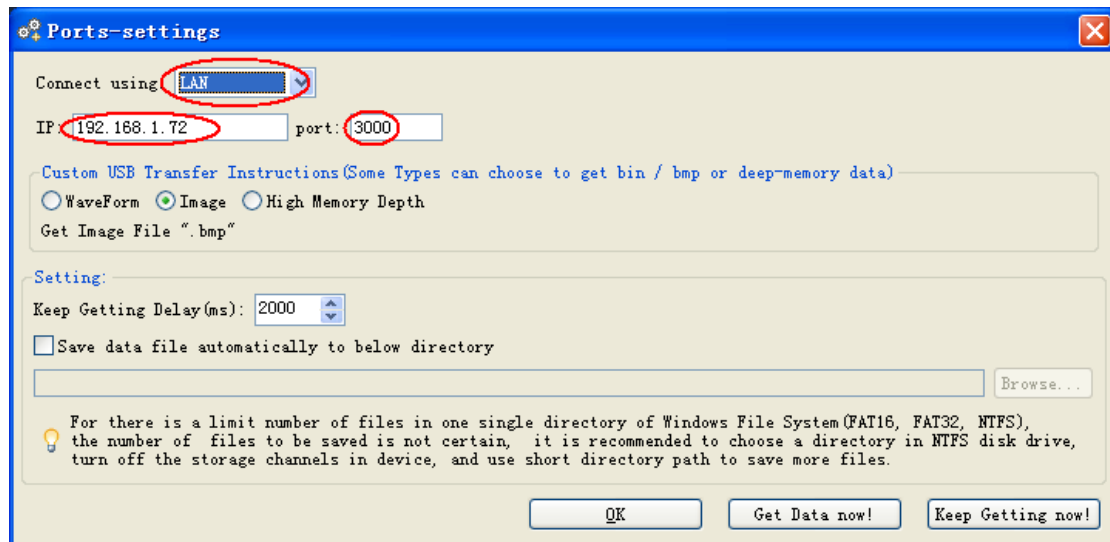 Ports-settings
Connect using: LAN
IP: 192.168.1.72 port: 3000
Custom USB Transfer Instructions(Some Types can choose to get bin / bmp or deep-memory data)
WaveForm Image High Memory Depth
Get Image File ".bmp"
Setting:
Keep Getting Delay(ms): 2000
Save data file automatically to below directory
Browse...
For there is a limit number of files in one single directory of Windows File System(FAT16, FAT32, NTFS),
the number of files to be saved is not certain, it is recommended to choose a directory in NTFS disk drive,
turn off the storage channels in device, and use short directory path to save more files.
OK Get Data now! Keep Getting now!